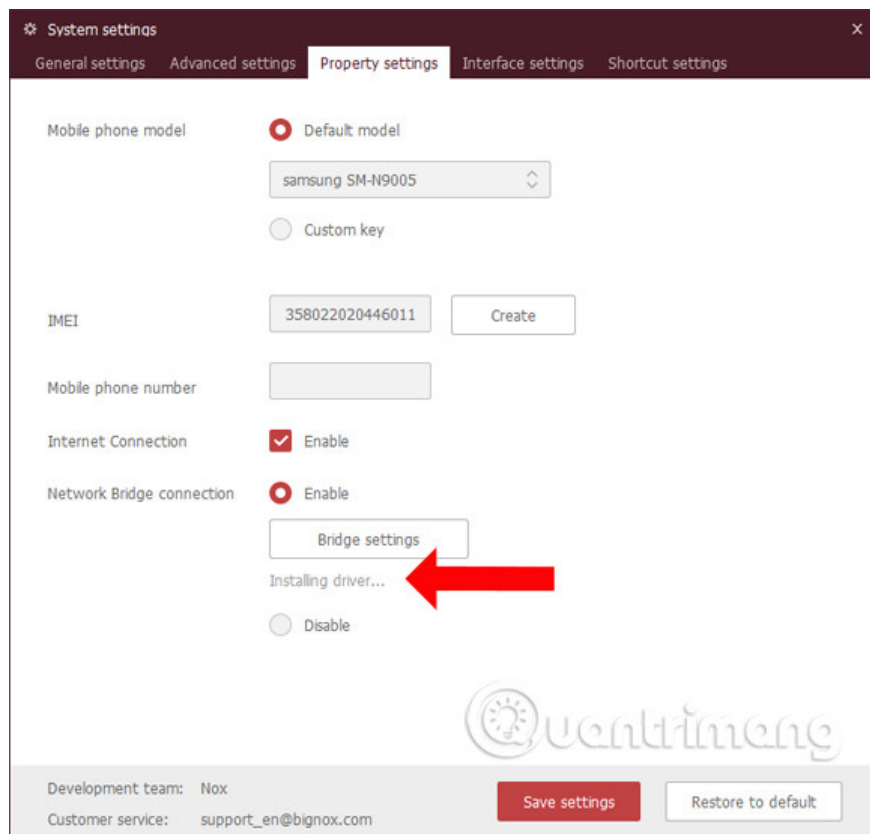 System settings
General settings Advanced settings Property settings Interface settings Shortcut settings
Mobile phone model Default model
samsung SM-N9005
Custom key
IMEI 358022020446011 Create
Mobile phone number
Internet Connection Enable
Network Bridge connection Enable
Bridge settings
Installing driver...
Disable
Quantrimang
Development team: Nox
Customer service: support_en@bignox.com
Save settings Restore to default